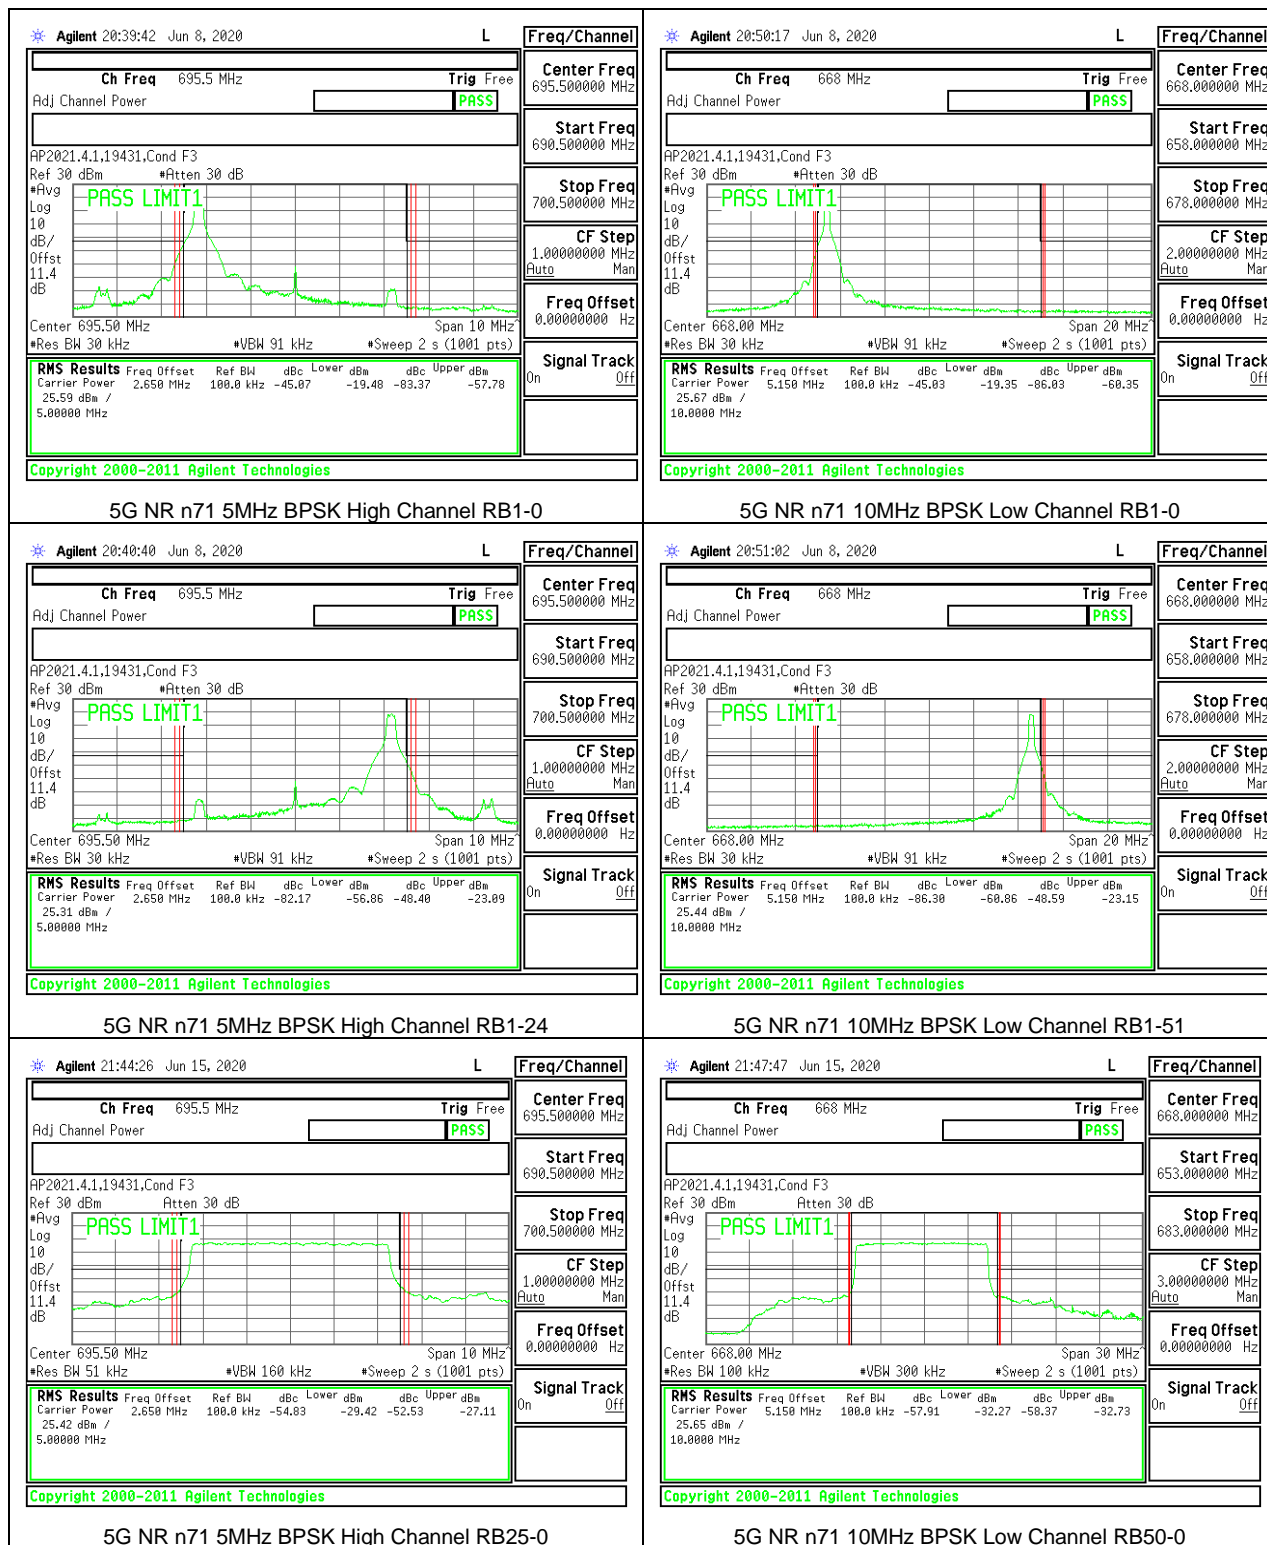 Agilent 20:39:42 Jun 8, 2020 L
Freq/Channel
Ch Freq 695.5 MHz Trig Free
Adj Channel Power PASS
Center Freq
695.500000 MHz
Start Freq
690.500000 MHz
AP2021.4.1,19431,Cond F3
Ref 30 dBm #Atten 30 dB
#Avg
Log
10
dB/
Offst
11.4
dB
PASS LIMIT1
Stop Freq
700.500000 MHz
CF Step
1.00000000 MHz
Auto Man
Freq Offset
0.00000000 Hz
Center 695.50 MHz Span 10 MHz^
#Res BW 30 kHz #VBW 91 kHz #Sweep 2 s (1001 pts)
Signal Track
On Off
RMS Results Freq Offset Ref BW dBc Lower dBm dBc Upper dBm
Carrier Power 2.650 MHz 100.0 kHz -45.07 -19.48 -83.37 -57.78
25.59 dBm /
5.00000 MHz
Copyright 2000-2011 Agilent Technologies
5G NR n71 5MHz BPSK High Channel RB1-0
Agilent 20:50:17 Jun 8, 2020 L
Freq/Channel
Ch Freq 668 MHz Trig Free
Adj Channel Power PASS
Center Freq
668.000000 MHz
Start Freq
658.000000 MHz
AP2021.4.1,19431,Cond F3
Ref 30 dBm #Atten 30 dB
#Avg
Log
10
dB/
Offst
11.4
dB
PASS LIMIT1
Stop Freq
678.000000 MHz
CF Step
2.00000000 MHz
Auto Man
Freq Offset
0.00000000 Hz
Center 668.00 MHz Span 20 MHz^
#Res BW 30 kHz #VBW 91 kHz #Sweep 2 s (1001 pts)
Signal Track
On Off
RMS Results Freq Offset Ref BW dBc Lower dBm dBc Upper dBm
Carrier Power 5.150 MHz 100.0 kHz -45.03 -19.35 -86.03 -60.35
25.67 dBm /
10.0000 MHz
Copyright 2000-2011 Agilent Technologies
5G NR n71 10MHz BPSK Low Channel RB1-0
Agilent 20:40:40 Jun 8, 2020 L
Freq/Channel
Ch Freq 695.5 MHz Trig Free
Adj Channel Power PASS
Center Freq
695.500000 MHz
Start Freq
690.500000 MHz
AP2021.4.1,19431,Cond F3
Ref 30 dBm #Atten 30 dB
#Avg
Log
10
dB/
Offst
11.4
dB
PASS LIMIT1
Stop Freq
700.500000 MHz
CF Step
1.00000000 MHz
Auto Man
Freq Offset
0.00000000 Hz
Center 695.50 MHz Span 10 MHz^
#Res BW 30 kHz #VBW 91 kHz #Sweep 2 s (1001 pts)
Signal Track
On Off
RMS Results Freq Offset Ref BW dBc Lower dBm dBc Upper dBm
Carrier Power 2.650 MHz 100.0 kHz -82.17 -56.86 -48.40 -23.09
25.31 dBm /
5.00000 MHz
Copyright 2000-2011 Agilent Technologies
5G NR n71 5MHz BPSK High Channel RB1-24
Agilent 20:51:02 Jun 8, 2020 L
Freq/Channel
Ch Freq 668 MHz Trig Free
Adj Channel Power PASS
Center Freq
668.000000 MHz
Start Freq
658.000000 MHz
AP2021.4.1,19431,Cond F3
Ref 30 dBm #Atten 30 dB
#Avg
Log
10
dB/
Offst
11.4
dB
PASS LIMIT1
Stop Freq
678.000000 MHz
CF Step
2.00000000 MHz
Auto Man
Freq Offset
0.00000000 Hz
Center 668.00 MHz Span 20 MHz^
#Res BW 30 kHz #VBW 91 kHz #Sweep 2 s (1001 pts)
Signal Track
On Off
RMS Results Freq Offset Ref BW dBc Lower dBm dBc Upper dBm
Carrier Power 5.150 MHz 100.0 kHz -86.30 -60.86 -48.59 -23.15
25.44 dBm /
10.0000 MHz
Copyright 2000-2011 Agilent Technologies
5G NR n71 10MHz BPSK Low Channel RB1-51
Agilent 21:44:26 Jun 15, 2020 L
Freq/Channel
Ch Freq 695.5 MHz Trig Free
Adj Channel Power PASS
Center Freq
695.500000 MHz
Start Freq
690.500000 MHz
AP2021.4.1,19431,Cond F3
Ref 30 dBm Atten 30 dB
#Avg
Log
10
dB/
Offst
11.4
dB
PASS LIMIT1
Stop Freq
700.500000 MHz
CF Step
1.00000000 MHz
Auto Man
Freq Offset
0.00000000 Hz
Center 695.50 MHz Span 10 MHz^
#Res BW 51 kHz #VBW 160 kHz #Sweep 2 s (1001 pts)
Signal Track
On Off
RMS Results Freq Offset Ref BW dBc Lower dBm dBc Upper dBm
Carrier Power 2.650 MHz 100.0 kHz -54.83 -29.42 -52.53 -27.11
25.42 dBm /
5.00000 MHz
Copyright 2000-2011 Agilent Technologies
5G NR n71 5MHz BPSK High Channel RB25-0
Agilent 21:47:47 Jun 15, 2020 L
Freq/Channel
Ch Freq 668 MHz Trig Free
Adj Channel Power PASS
Center Freq
668.000000 MHz
Start Freq
653.000000 MHz
AP2021.4.1,19431,Cond F3
Ref 30 dBm Atten 30 dB
#Avg
Log
10
dB/
Offst
11.4
dB
PASS LIMIT1
Stop Freq
683.000000 MHz
CF Step
3.00000000 MHz
Auto Man
Freq Offset
0.00000000 Hz
Center 668.00 MHz Span 30 MHz^
#Res BW 100 kHz #VBW 300 kHz #Sweep 2 s (1001 pts)
Signal Track
On Off
RMS Results Freq Offset Ref BW dBc Lower dBm dBc Upper dBm
Carrier Power 5.150 MHz 100.0 kHz -57.91 -32.27 -58.37 -32.73
25.65 dBm /
10.0000 MHz
Copyright 2000-2011 Agilent Technologies
5G NR n71 10MHz BPSK Low Channel RB50-0